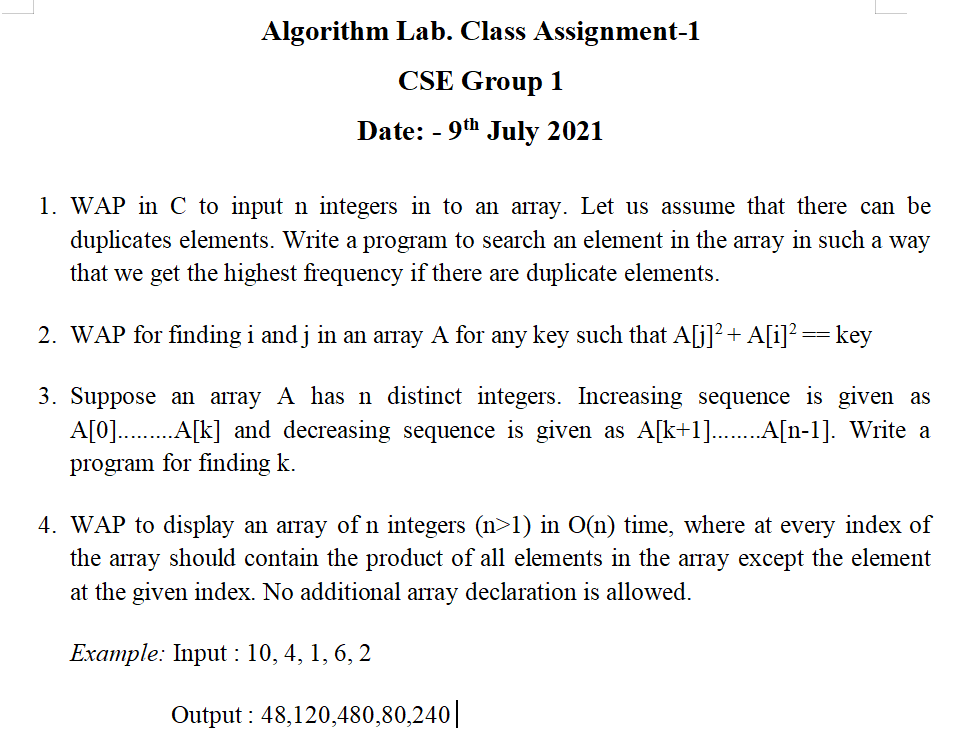 Algorithm Lab. Class Assignment-1
CSE Group 1
Date: - 9th July 2021
1. WAP in C to input n integers in to an array. Let us assume that there can be
duplicates elements. Write a program to search an element in the array in such a way
that we get the highest frequency if there are duplicate elements.
2. WAP for finding i and j in an array A for any key such that A[j]²+ A[i]² == key
3. Suppose an array A has n distinct integers. Increasing sequence is given as
A[0].........A[k] and decreasing sequence is given as A[k+1]........A[n-1]. Write a
program for finding k.
4. WAP to display an array of n integers (n>1) in O(n) time, where at every index of
the array should contain the product of all elements in the array except the element
at the given index. No additional array declaration is allowed.
Example: Input : 10, 4, 1, 6, 2
Output : 48,120,480,80,240